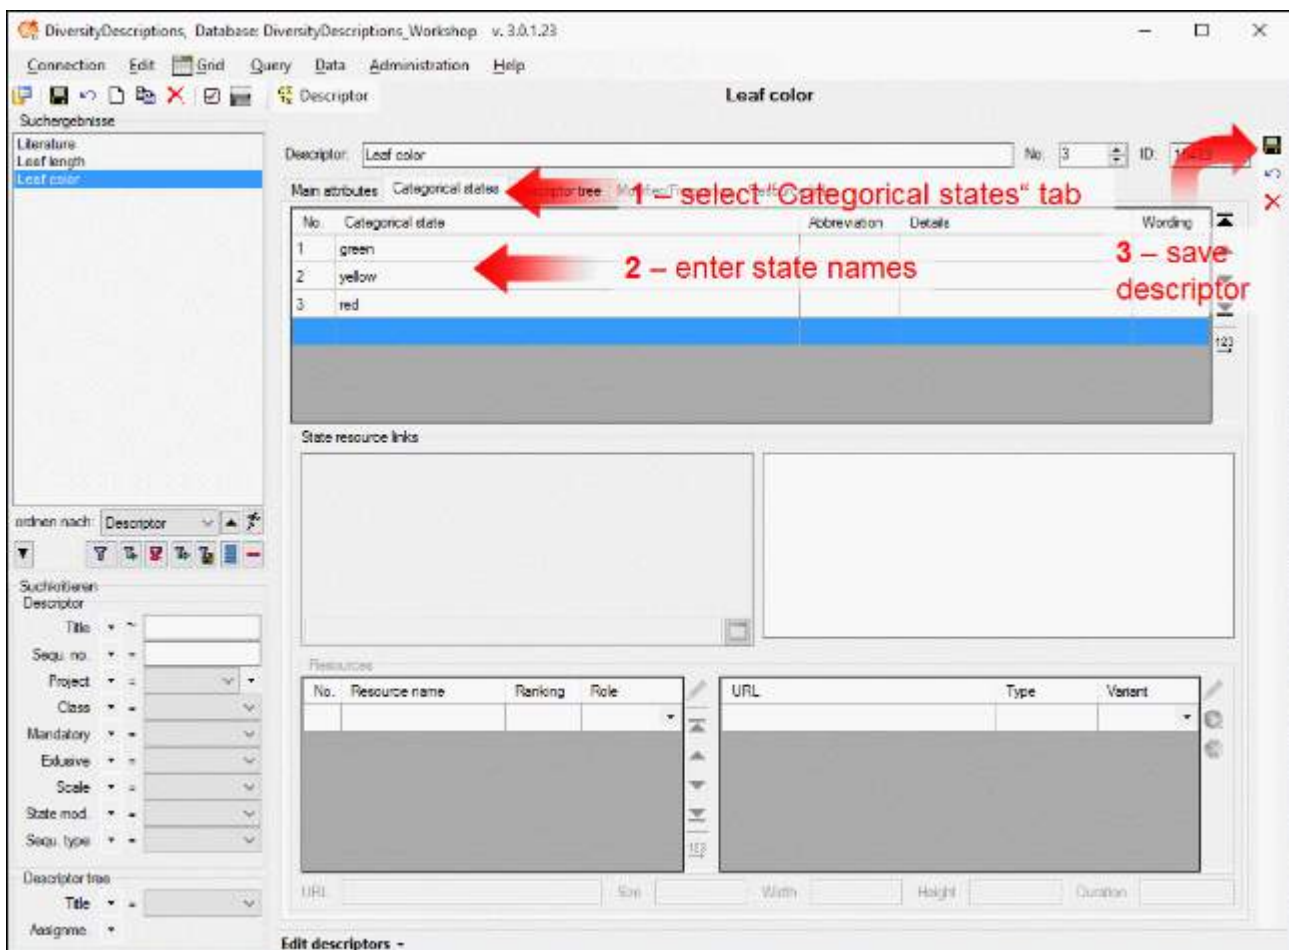 DiversityDescriptions, Database: DiversityDescriptions_Workshop v. 3.0.1.23
Connection Edit Grid Query Data Administration Help
Descriptor Leaf color
Suchergebnisse
Literature
Leaf length
Leaf color
Descriptor: Leaf color No: 3 ID:
Main attributes Categorical states tree
1 – select "Categorical states“ tab
No. Categorical state Abbreviation Details Wording
1 green
2 yellow
3 red
2 – enter state names
3 – save
descriptor
123
State resource links
ordnen nach: Descriptor
Suchkriterien
Descriptor
Title ~
Sequ. no. =
Project =
Class =
Mandatory =
Exlusive =
Scale =
State mod. =
Sequ. type =
Descriptor tree
Title =
Assignme
Resources
No. Resource name Ranking Role
URL Type Variant
123
URL Size Width Height Duration
Edit descriptors